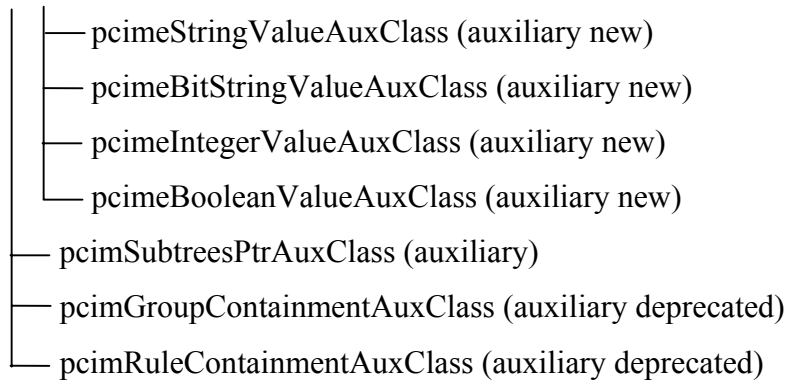 pcimeStringValueAuxClass (auxiliary new)
pcimeBitStringValueAuxClass (auxiliary new)
pcimeIntegerValueAuxClass (auxiliary new)
pcimeBooleanValueAuxClass (auxiliary new)
pcimSubtreesPtrAuxClass (auxiliary)
pcimGroupContainmentAuxClass (auxiliary deprecated)
pcimRuleContainmentAuxClass (auxiliary deprecated)